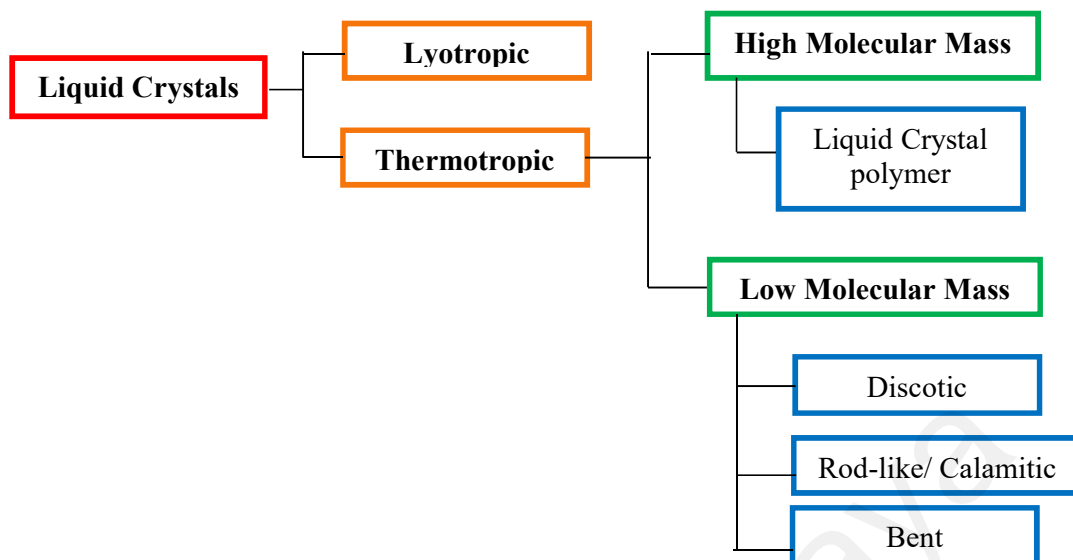 Liquid Crystals
Lyotropic
Thermotropic
High Molecular Mass
Liquid Crystal
polymer
Low Molecular Mass
Discotic
Rod-like/ Calamitic
Bent